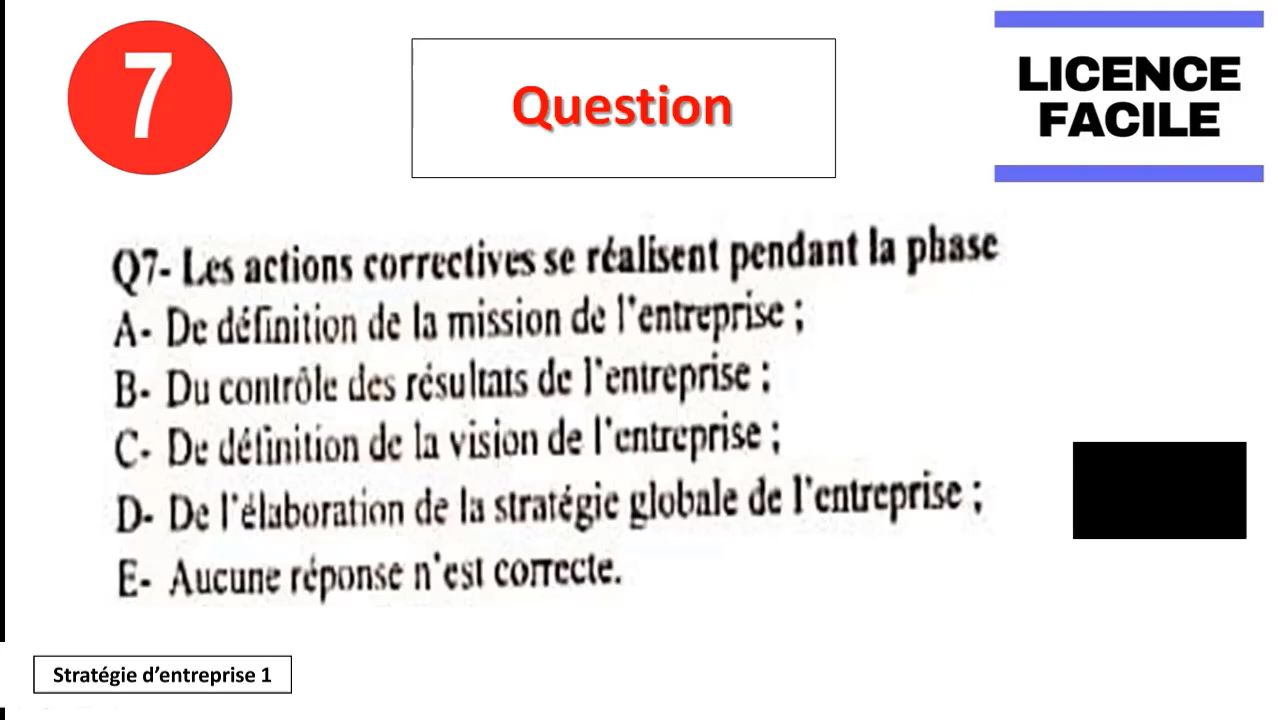 7
Question
LICENCE
FACILE
Q7- Les actions correctives se réalisent pendant la phase
A- De définition de la mission de l'entreprise ;
B- Du contrôle des résultats de l'entreprise ;
C- De définition de la vision de l'entreprise ;
D- De l'élaboration de la stratégie globale de l'entreprise ;
E- Aucune réponse n'est correcte.
Stratégie d'entreprise 1